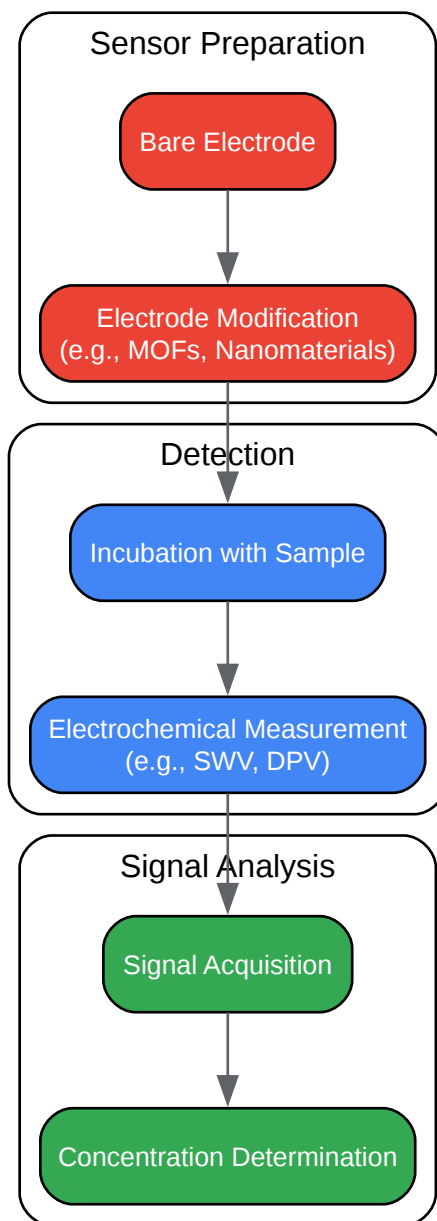 Sensor Preparation
Bare Electrode
Electrode Modification
(e.g., MOFs, Nanomaterials)
Detection
Incubation with Sample
Electrochemical Measurement
(e.g., SWV, DPV)
Signal Analysis
Signal Acquisition
Concentration Determination